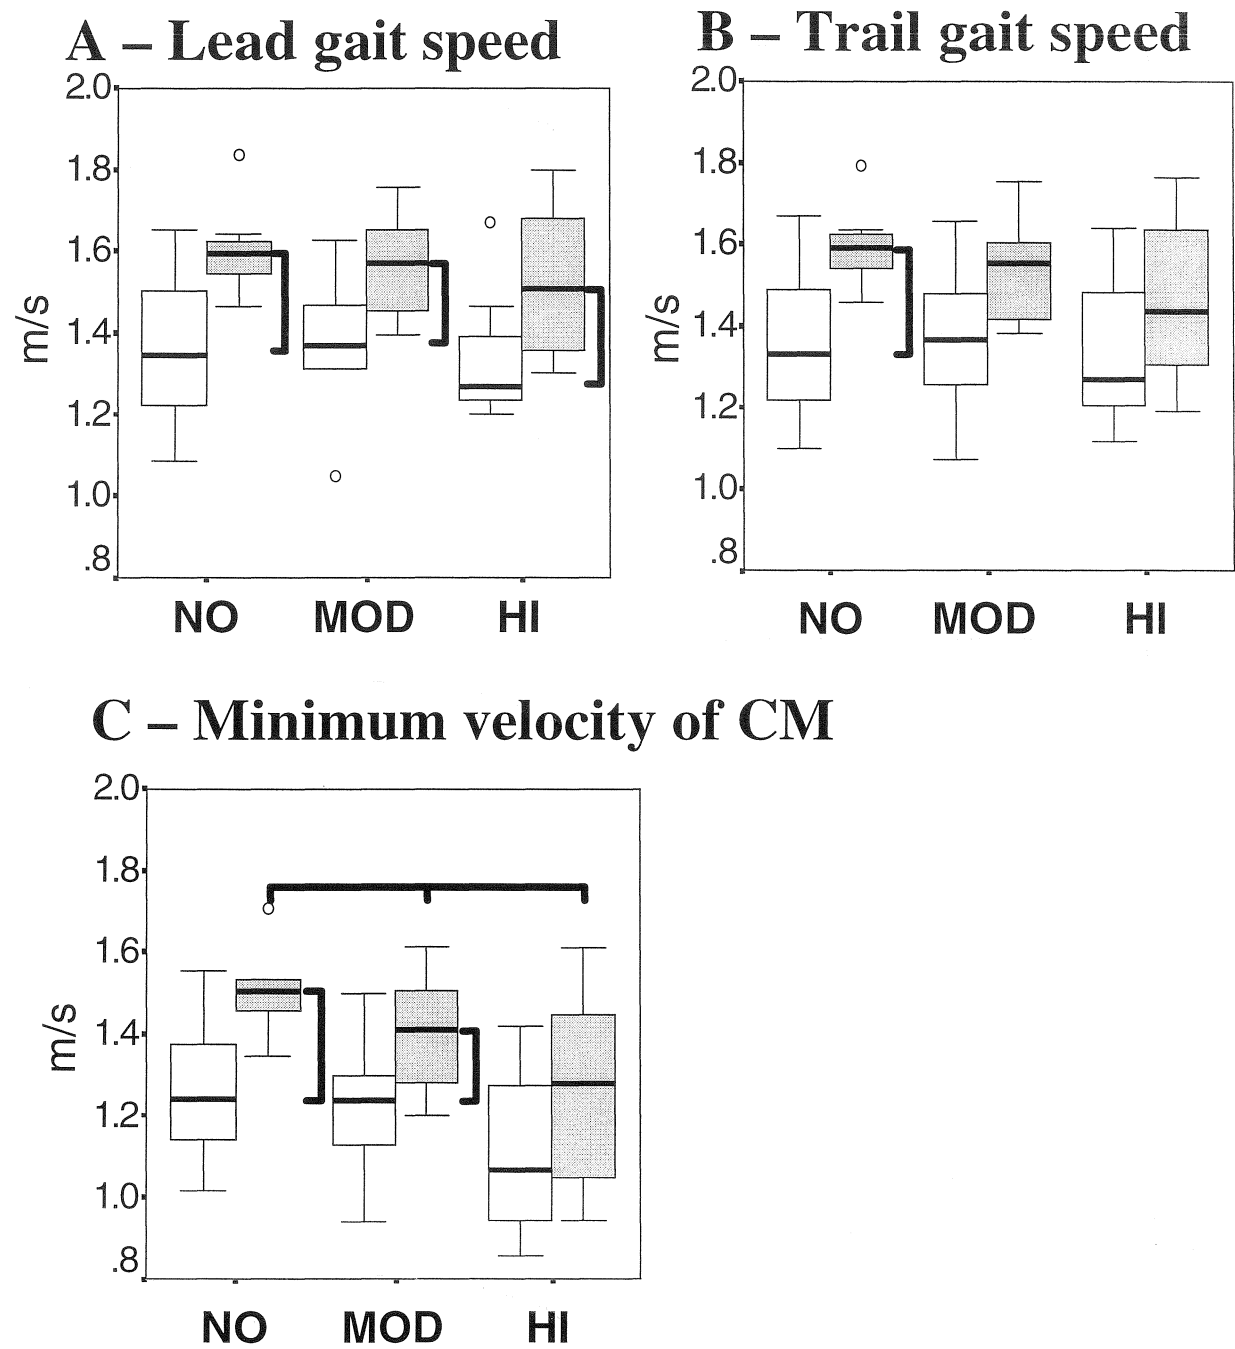 A – Lead gait speed
2.0
1.8
1.6
1.4
1.2
1.0
.8
m/s
NO MOD HI
B – Trail gait speed
2.0
1.8
1.6
1.4
1.2
1.0
.8
m/s
NO MOD HI
C – Minimum velocity of CM
2.0
1.8
1.6
1.4
1.2
1.0
.8
m/s
NO MOD HI